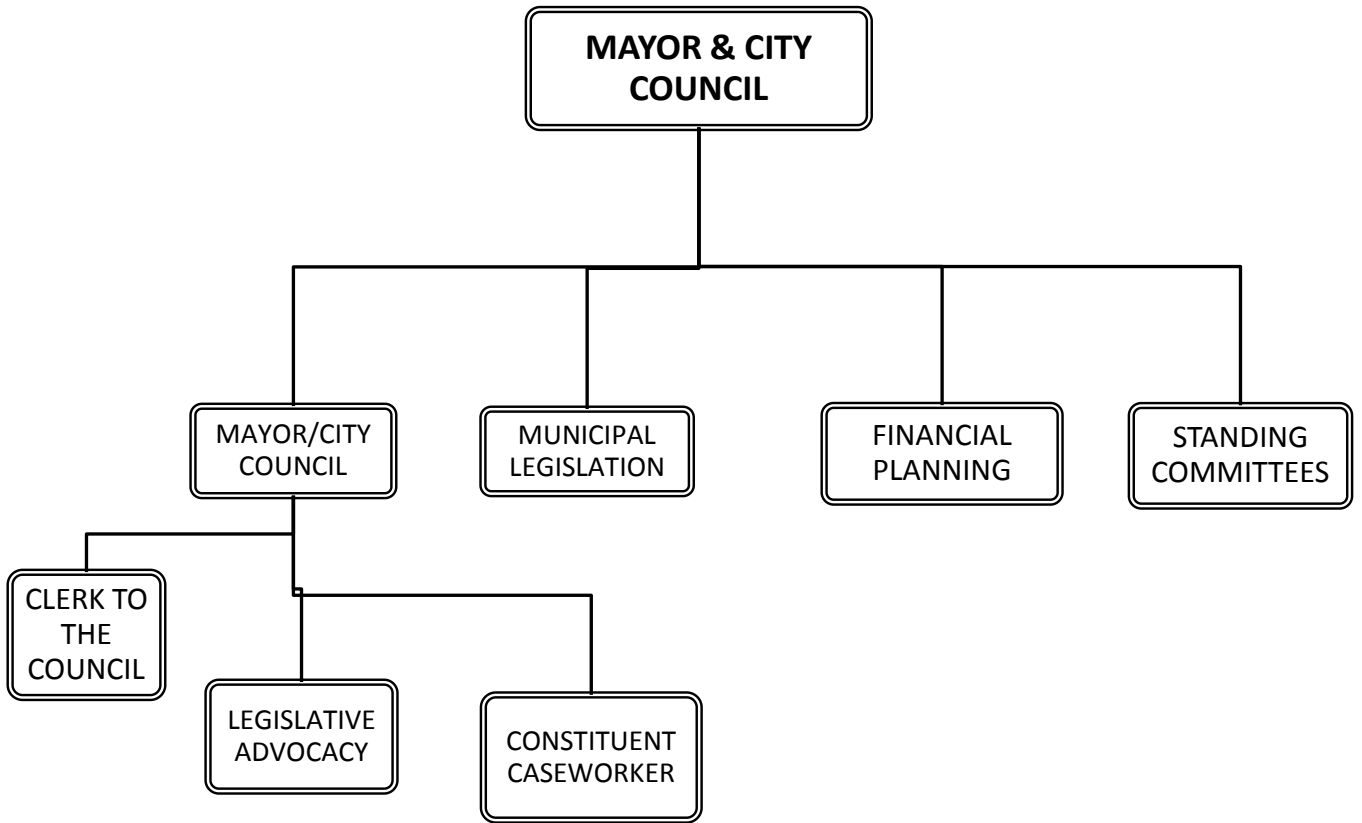 MAYOR & CITY
COUNCIL
MAYOR/CITY
COUNCIL
MUNICIPAL
LEGISLATION
FINANCIAL
PLANNING
STANDING
COMMITTEES
CLERK TO
THE
COUNCIL
LEGISLATIVE
ADVOCACY
CONSTITUENT
CASEWORKER